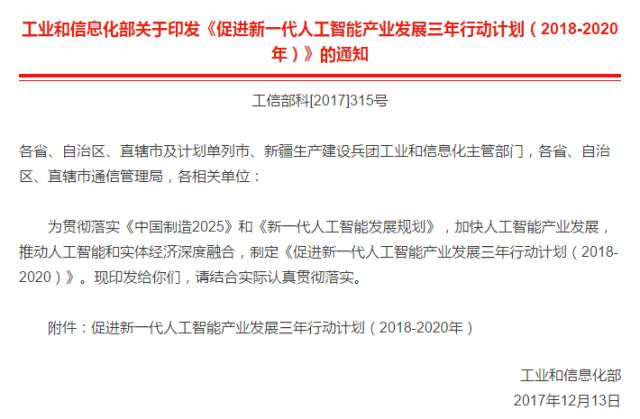 工业和信息化部关于印发《促进新一代人工智能产业发展三年行动计划（2018-2020
年）》的通知
工信部科[2017]315号
各省、自治区、直辖市及计划单列市、新疆生产建设兵团工业和信息化主管部门，各省、自治
区、直辖市通信管理局，各相关单位：
为贯彻落实《中国制造2025》和《新一代人工智能发展规划》，加快人工智能产业发展，
推动人工智能和实体经济深度融合，制定《促进新一代人工智能产业发展三年行动计划（2018-
2020）》。现印发给你们，请结合实际认真贯彻落实。
附件：促进新一代人工智能产业发展三年行动计划（2018-2020年）
工业和信息化部
2017年12月13日